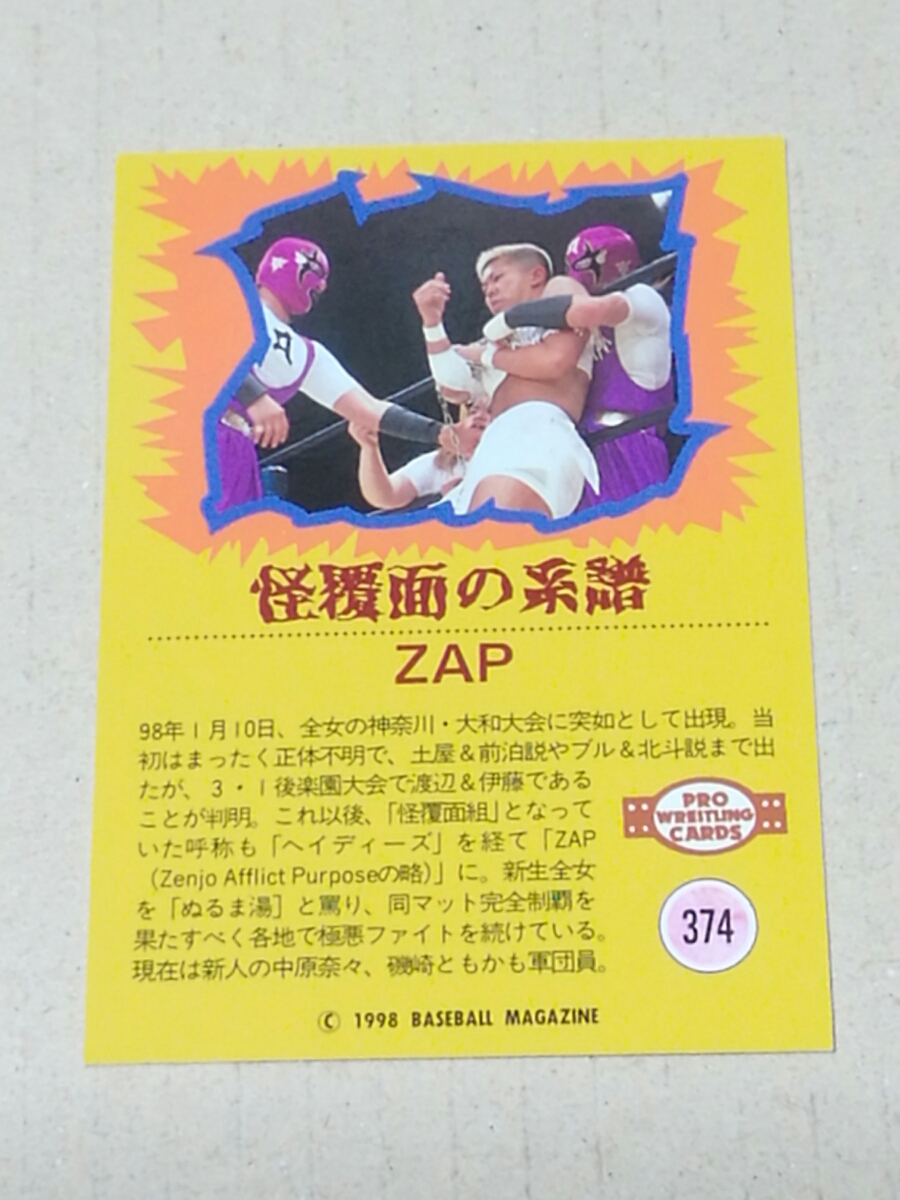 怪覆面の系譜
ZAP
98年1月10日、全女の神奈川・大和大会に突如として出現。当
初はまったく正体不明で、土屋&前泊説やブル&北斗説まで出
たが、3・1後楽園大会で渡辺&伊藤である
ことが判明。これ以後、「怪覆面組」となって
いた呼称も「ヘイディーズ」を経て「ZAP
(Zenjo Afflict Purposeの略)」に。新生全女
を「ぬるま湯」と罵り、同マット完全制覇を
果たすべく各地で極悪ファイトを続けている。
現在は新人の中原奈々、磯崎ともかも軍団員。
PRO
WRESTLING
CARDS
374
© 1998 BASEBALL MAGAZINE